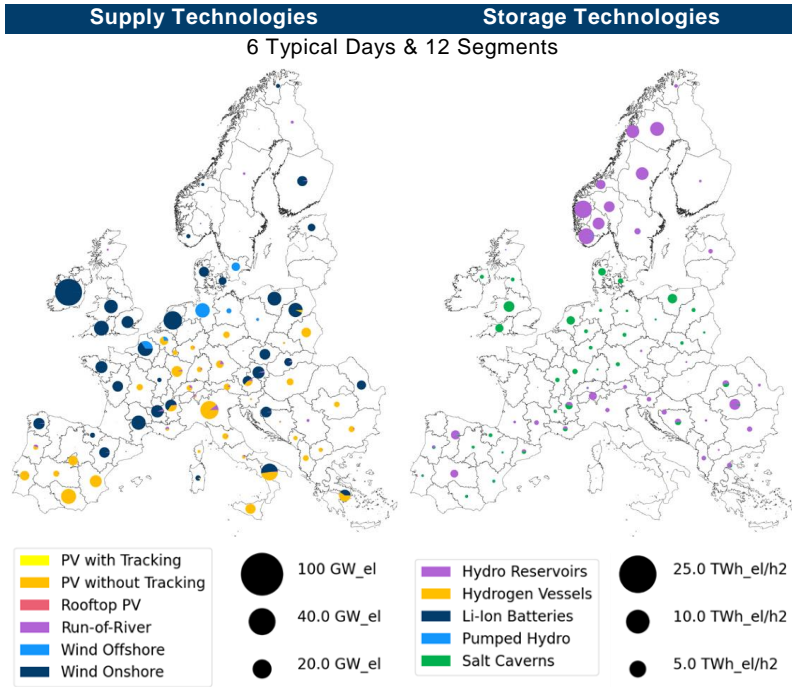 Supply Technologies
Storage Technologies
6 Typical Days & 12 Segments
PV with Tracking
PV without Tracking
Rooftop PV
Run-of-River
Wind Offshore
Wind Onshore
100 GW_el
40.0 GW_el
20.0 GW_el
Hydro Reservoirs
Hydrogen Vessels
Li-Ion Batteries
Pumped Hydro
Salt Caverns
25.0 TWh_el/h2
10.0 TWh_el/h2
5.0 TWh_el/h2